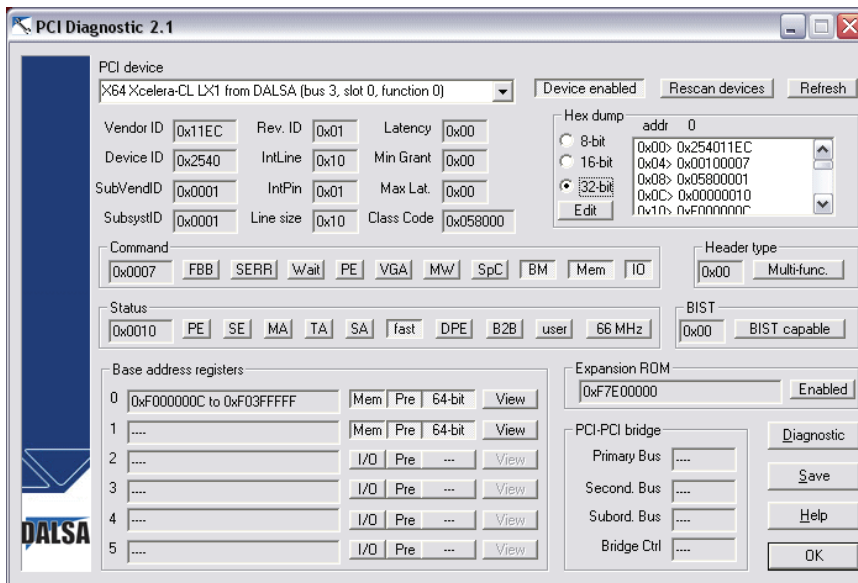 PCI Diagnostic 2.1
PCI device
X64 Xcelera-CL LX1 from DALSA (bus 3, slot 0, function 0)
Device enabled
Rescan devices
Refresh
Vendor ID 0x11EC Rev. ID 0x01 Latency 0x00
Device ID 0x2540 IntLine 0x10 Min Grant 0x00
SubVendID 0x0001 IntPin 0x01 Max Lat. 0x00
SubsystID 0x0001 Line size 0x10 Class Code 0x058000
Hex dump
addr 0
8-bit
16-bit
32-bit
Edit
0x00> 0x254011EC
0x04> 0x00100007
0x08> 0x05800001
0x0C> 0x00000010
0x10> 0xF000000C
Command
0x0007 FBB SERR Wait PE VGA MW SpC BM Mem IO
Header type
0x00 Multi-func.
Status
0x0010 PE SE MA TA SA fast DPE B2B user 66 MHz
BIST
0x00 BIST capable
Base address registers
0 0xF000000C to 0xF03FFFFF Mem Pre 64-bit View
1 ---- Mem Pre 64-bit View
2 ---- I/O Pre --- View
3 ---- I/O Pre --- View
4 ---- I/O Pre --- View
5 ---- I/O Pre --- View
Expansion ROM
0xF7E00000 Enabled
PCI-PCI bridge
Primary Bus ----
Second. Bus ----
Subord. Bus ----
Bridge Ctrl ----
Diagnostic
Save
Help
OK
DALSA